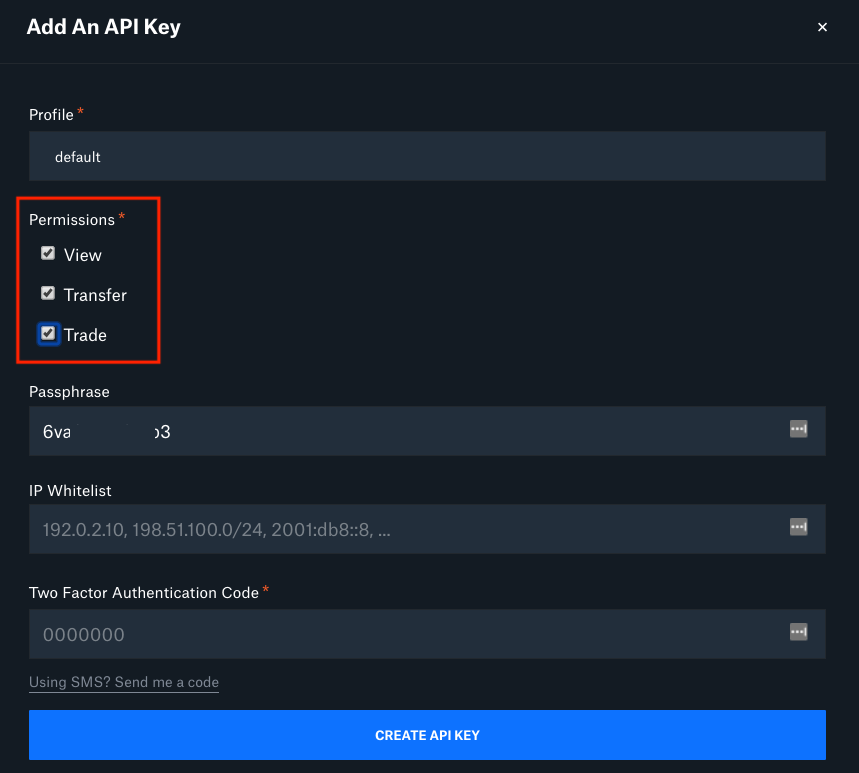 Add An API Key
Profile *
default
Permissions *
View
Transfer
Trade
Passphrase
6va
3
IP Whitelist
192.0.2.10, 198.51.100.0/24, 2001:db8::8, ...
Two Factor Authentication Code *
0000000
Using SMS? Send me a code
CREATE API KEY